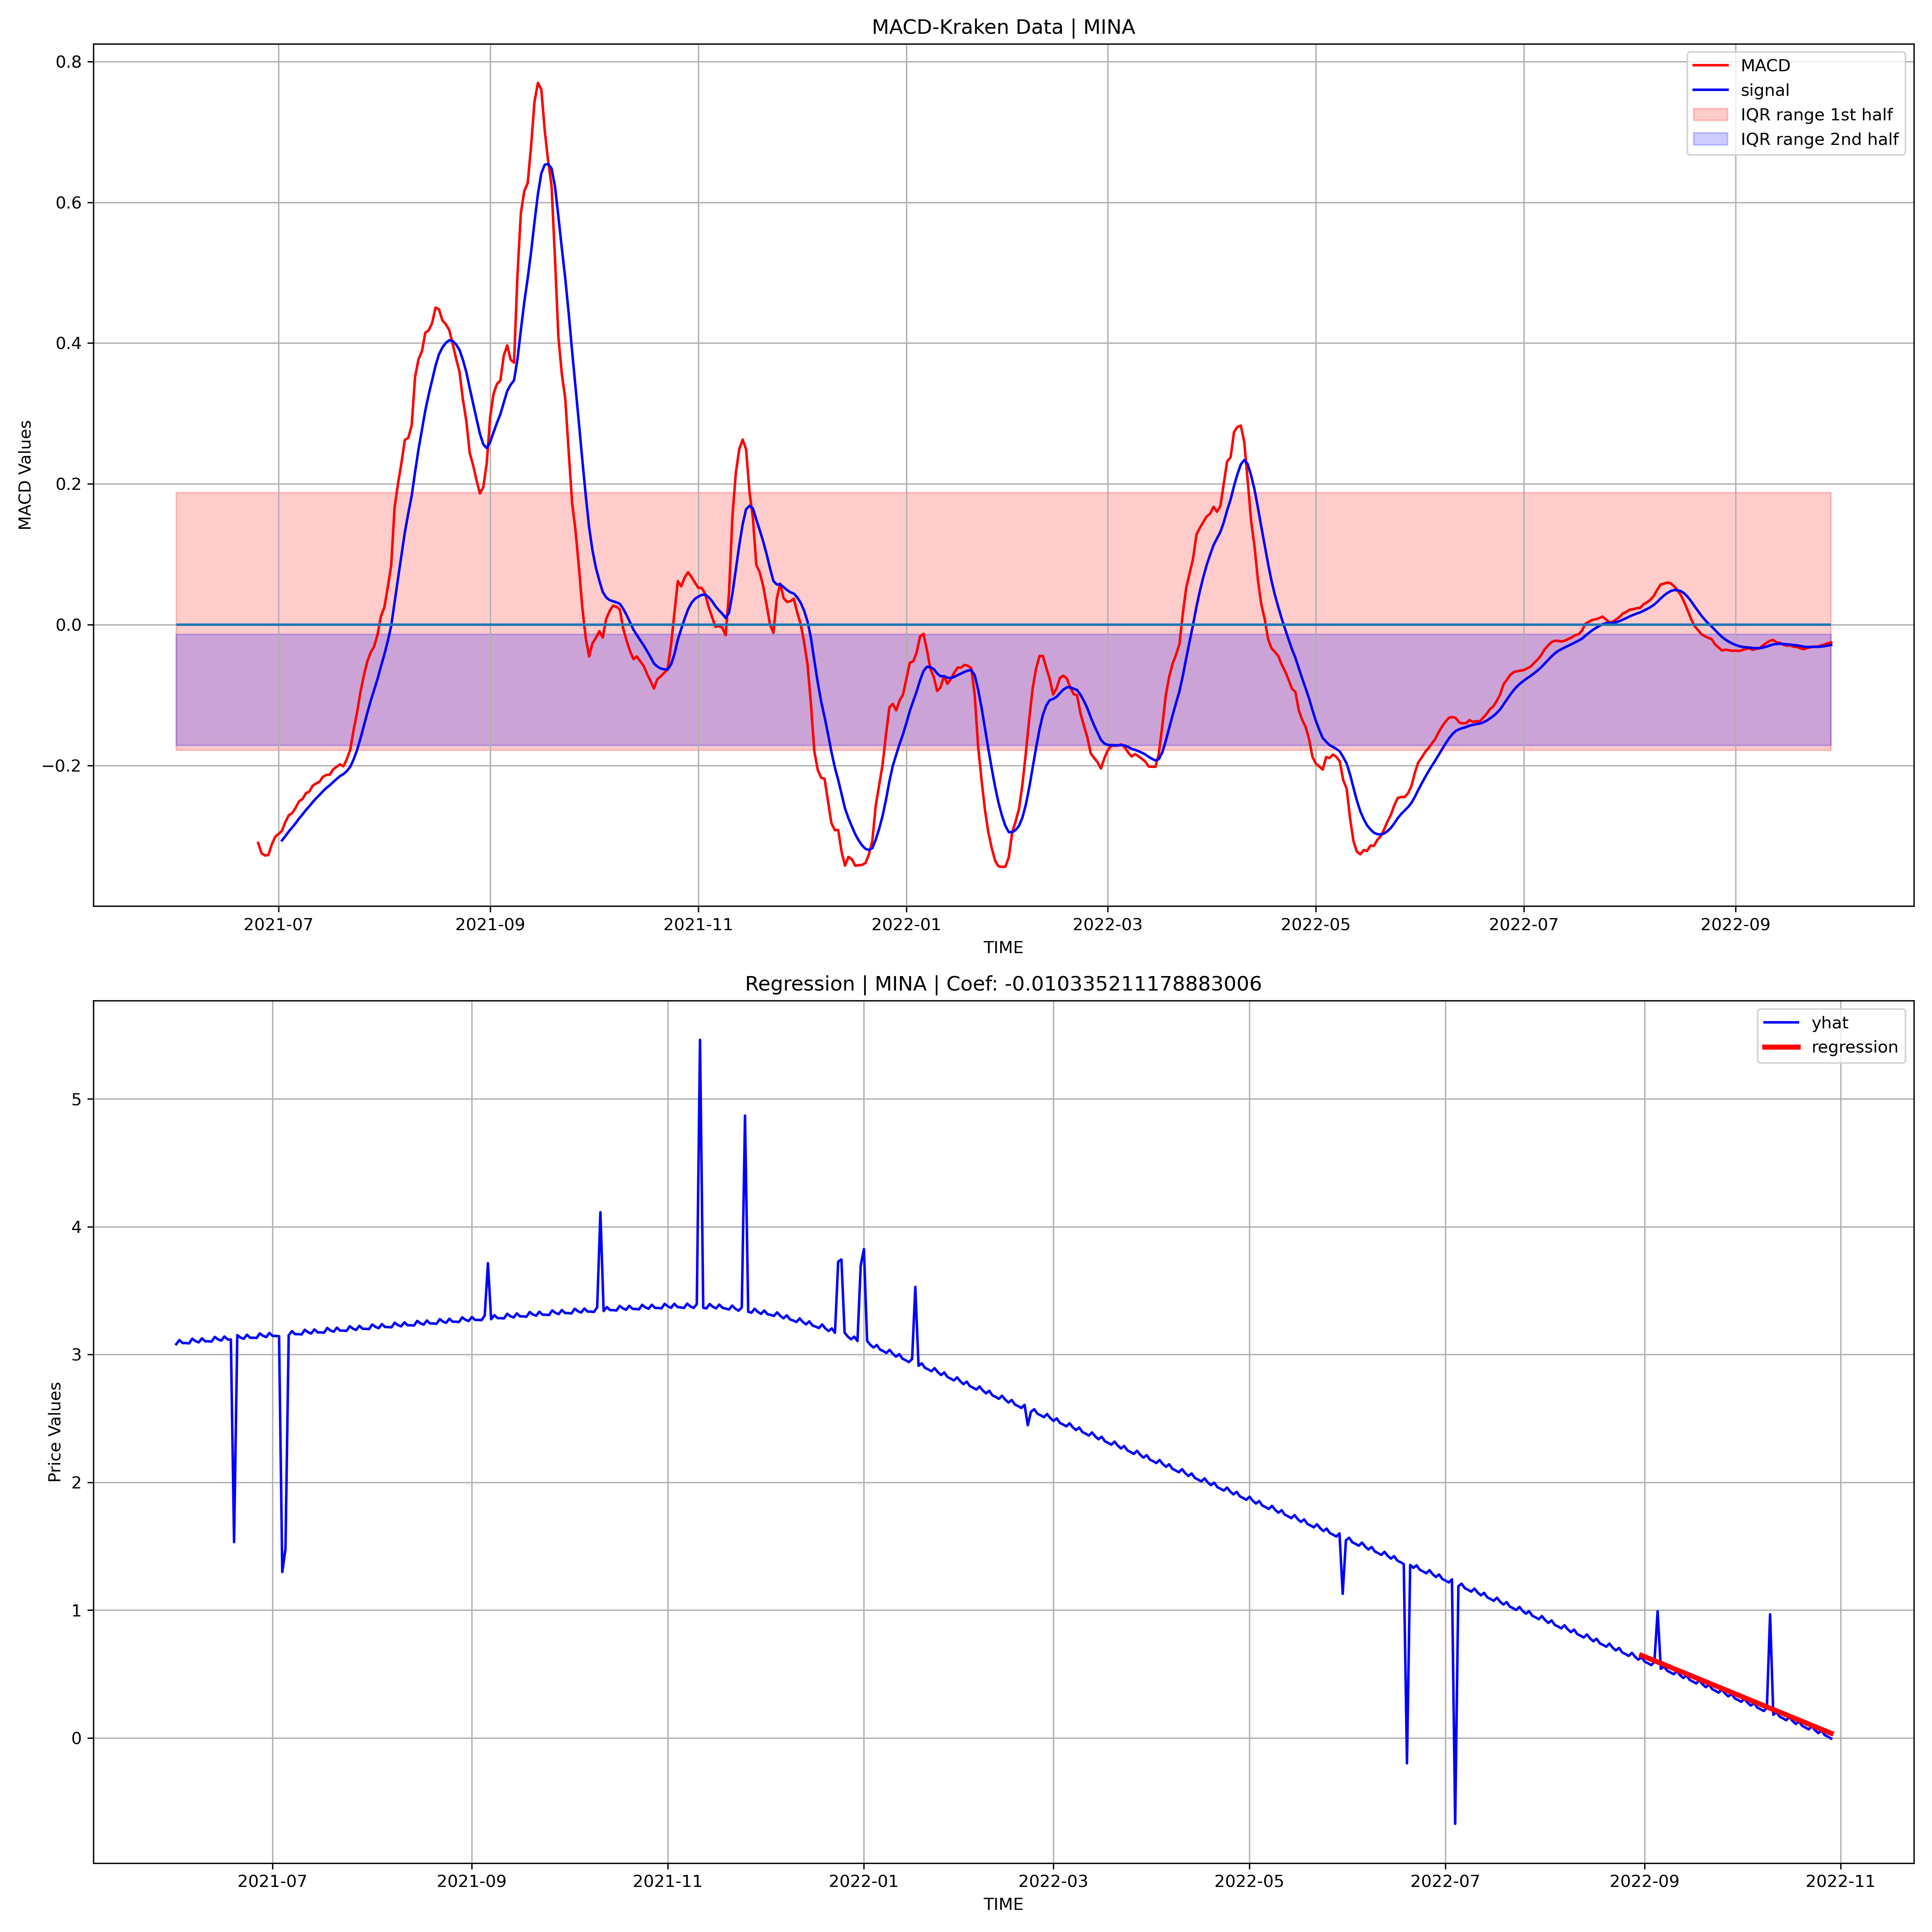 MACD-Kraken Data | MINA
0.8
0.6
0.4
0.2
0.0
−0.2
MACD Values
MACD
signal
IQR range 1st half
IQR range 2nd half
2021-07 2021-09 2021-11 2022-01 2022-03 2022-05 2022-07 2022-09
TIME
Regression | MINA | Coef: -0.010335211178883006
5
4
3
2
1
0
Price Values
yhat
regression
2021-07 2021-09 2021-11 2022-01 2022-03 2022-05 2022-07 2022-09 2022-11
TIME